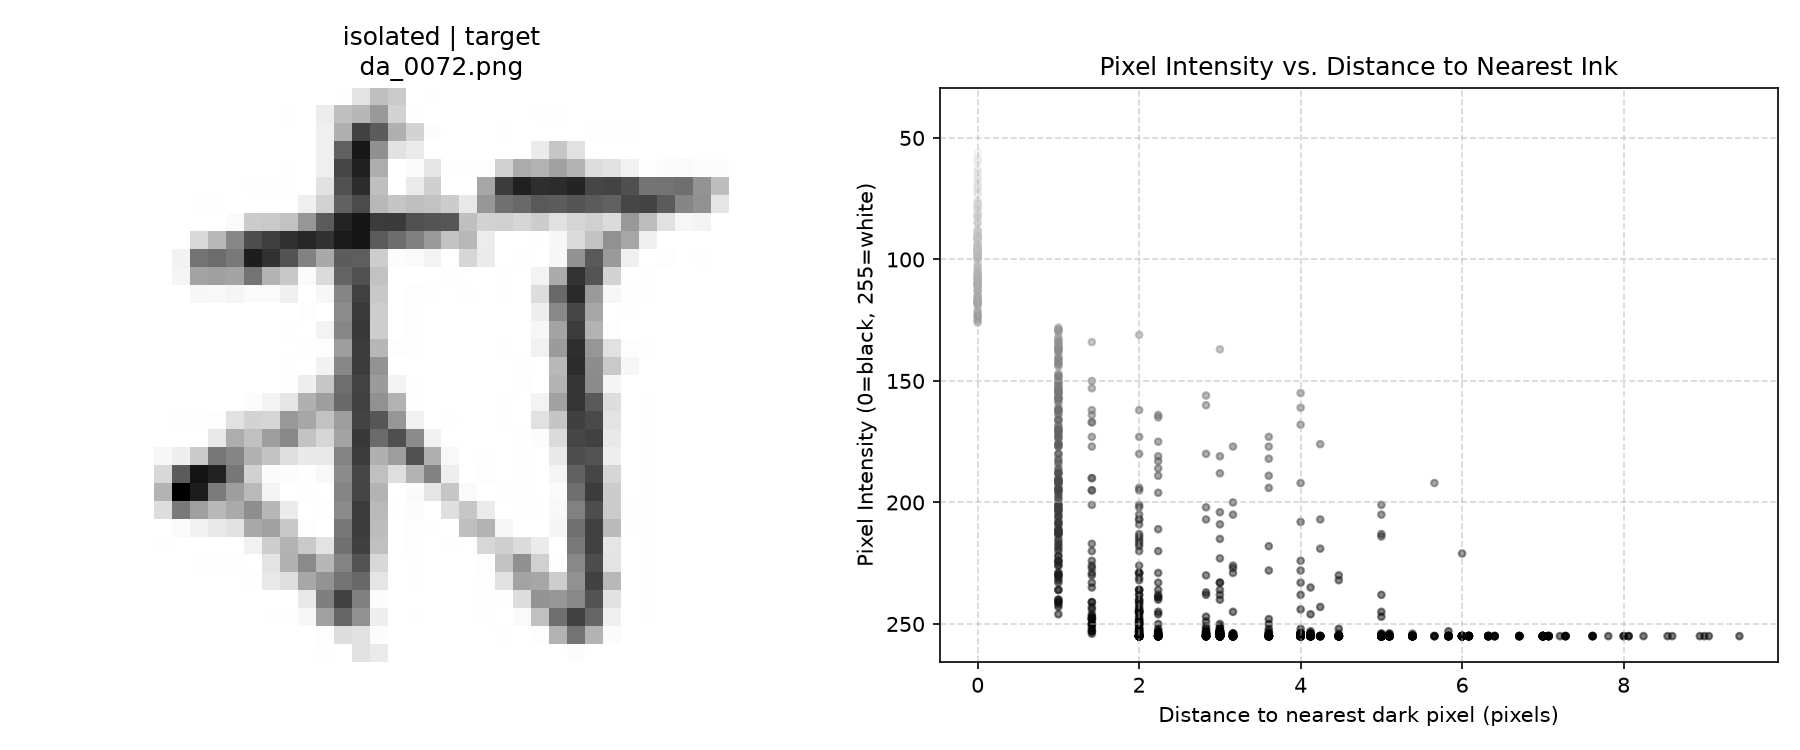 isolated | target
da_0072.png
打
Pixel Intensity vs. Distance to Nearest Ink
Pixel Intensity (0=black, 255=white)
50
100
150
200
250
0 2 4 6 8
Distance to nearest dark pixel (pixels)